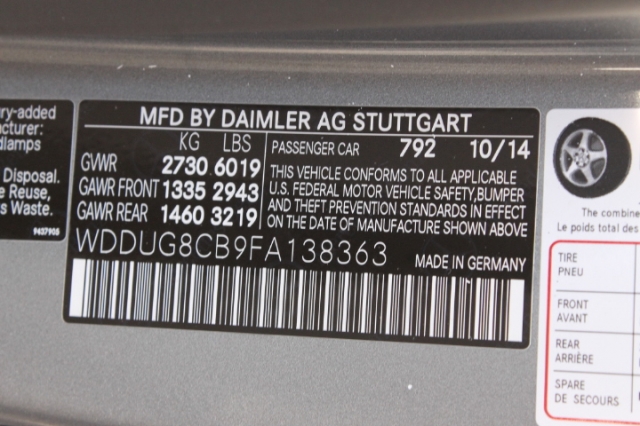 ry-added
cturer:
dlamps
Disposal.
Reuse,
s Waste.
9437905
MFD BY DAIMLER AG STUTTGART
KG LBS PASSENGER CAR 792 10/14
GVWR 2730 6019
GAWR FRONT 1335 2943
GAWR REAR 1460 3219
THIS VEHICLE CONFORMS TO ALL APPLICABLE
U.S. FEDERAL MOTOR VEHICLE SAFETY,BUMPER
AND THEFT PREVENTION STANDARDS IN EFFECT
ON THE DATE OF MANUFACTURE SHOWN ABOVE.
WDDUG8CB9FA138363
MADE IN GERMANY
The combine
Le poids total des
TIRE
PNEU
FRONT
AVANT
REAR
ARRIÈRE
SPARE
DE SECOURS